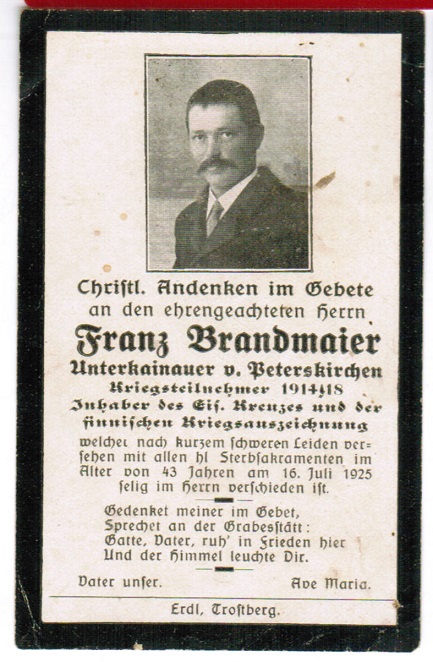 Christl. Andenken im Gebete
an den ehrengeachteten Herrn
Franz Brandmaier
Unterkainauer v. Peterskirchen
Kriegsteilnehmer 1914/18
Inhaber des Eis. Kreuzes und der
finnischen Kriegsauszeichnung
welcher nach kurzem schweren Leiden ver-
sehen mit allen hl Sterbsakramenten im
Alter von 43 Jahren am 16. Juli 1925
selig im Herrn verschieden ist.
Gedenket meiner im Gebet,
Sprechet an der Grabesstätt:
Gatte, Vater, ruh' in Frieden hier
Und der Himmel leuchte Dir.
Vater unser. Ave Maria.
Erdl, Trostberg.